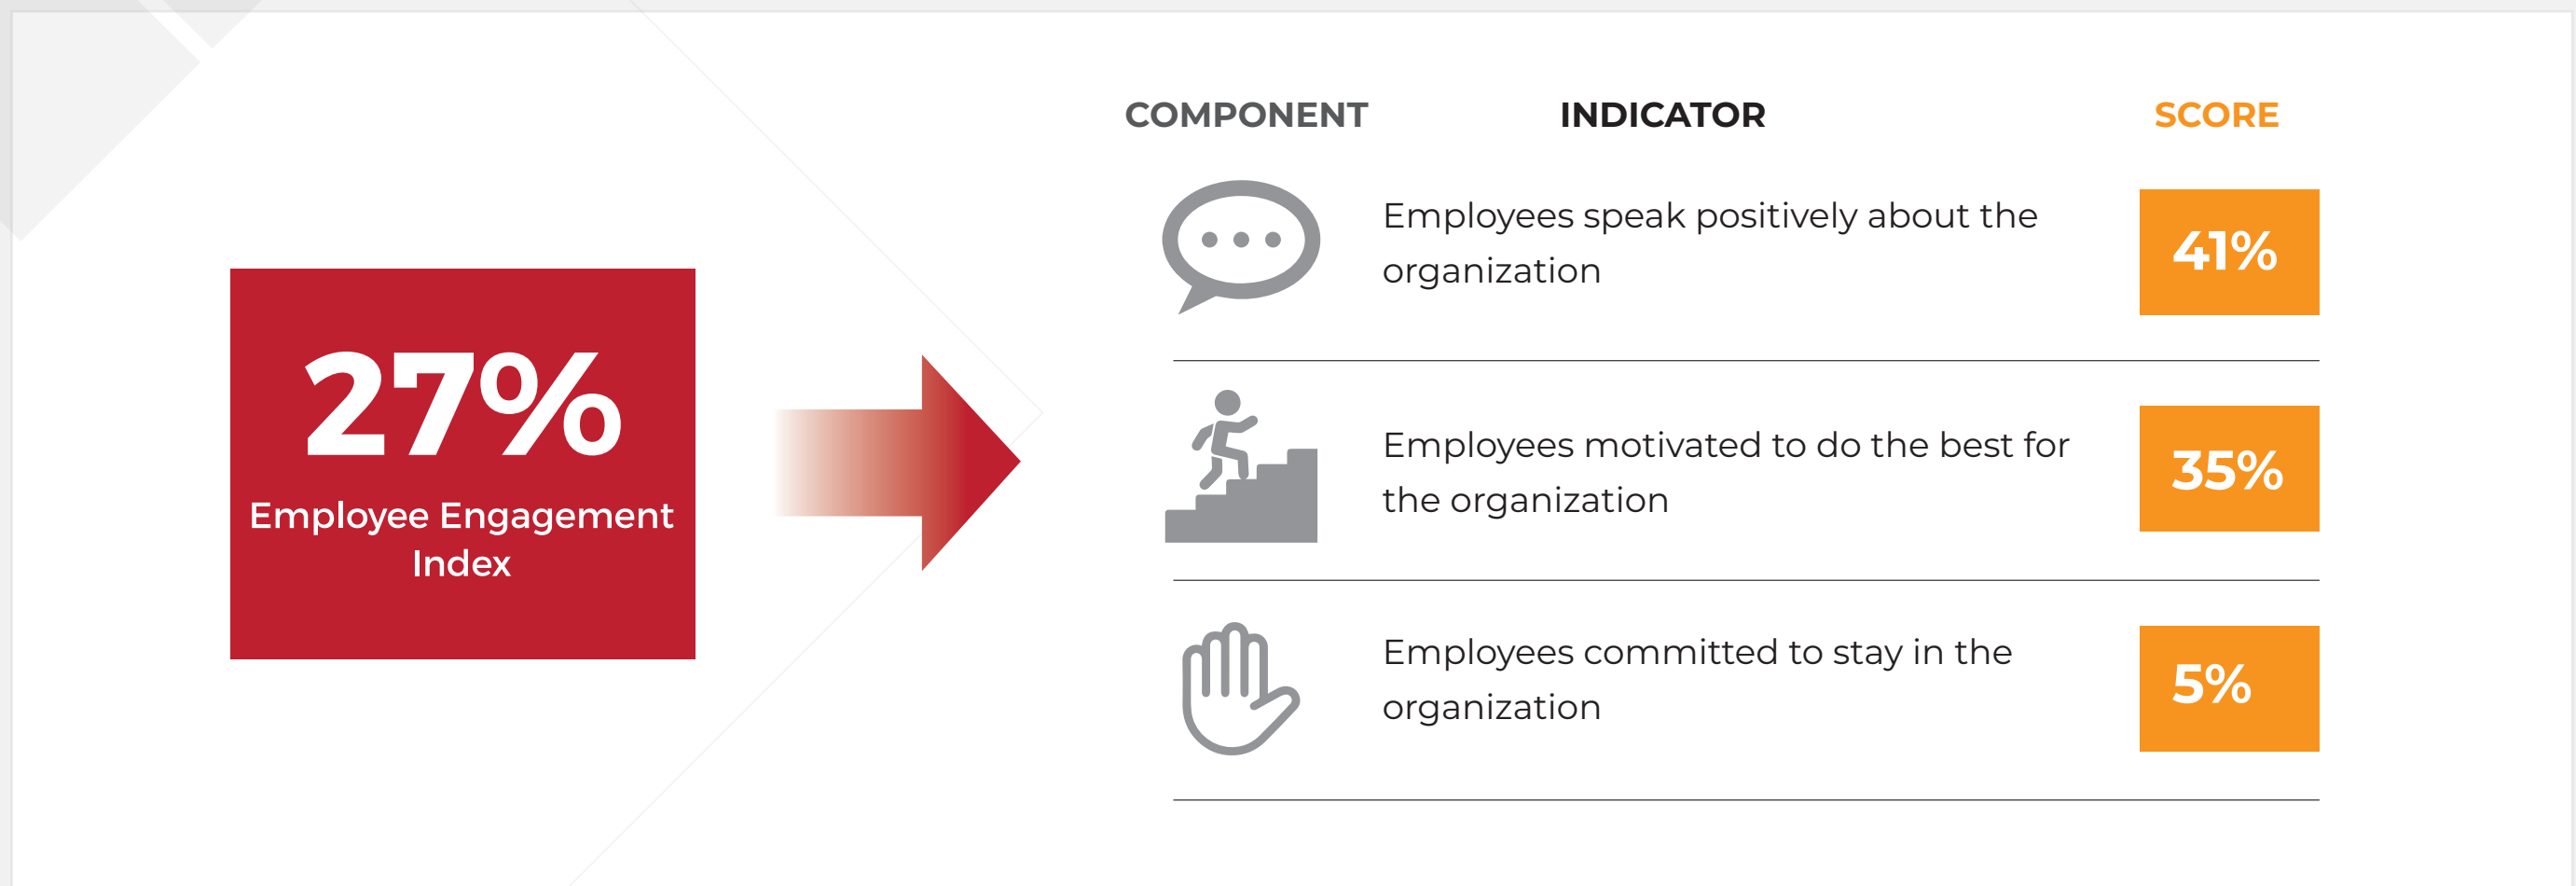 27%
Employee Engagement
Index
COMPONENT INDICATOR SCORE
Employees speak positively about the
organization
41%
Employees motivated to do the best for
the organization
35%
Employees committed to stay in the
organization
5%